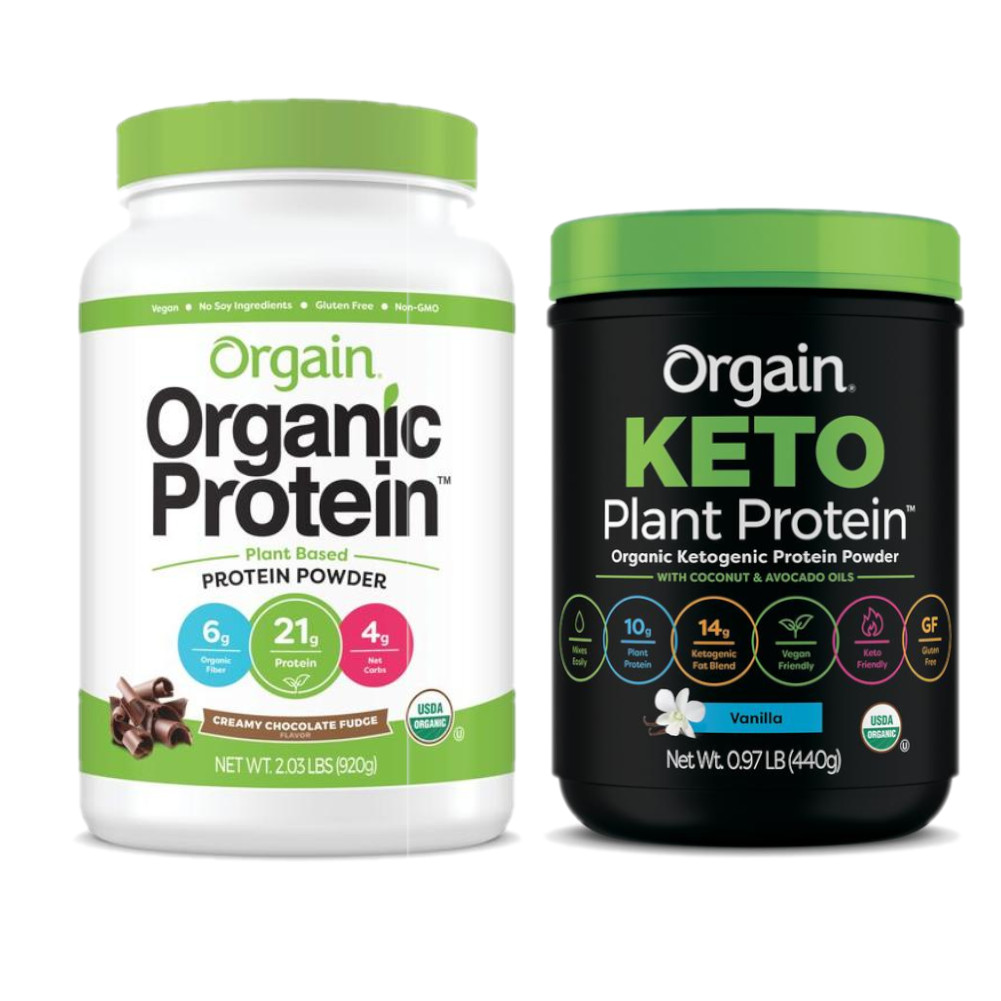 Vegan • No Soy Ingredients • Gluten Free • Non-GMO
Orgain®
Organic
Protein™
Plant Based
PROTEIN POWDER
6g
Organic
Fiber
21g
Protein
4g
Net
Carbs
CREAMY CHOCOLATE FUDGE
FLAVOR
USDA
ORGANIC
U
NET WT. 2.03 LBS (920g)
Orgain®
KETO
Plant Protein™
Organic Ketogenic Protein Powder
WITH COCONUT & AVOCADO OILS
Mixes
Easily
10g
Plant
Protein
14g
Ketogenic
Fat Blend
Vegan
Friendly
Keto
Friendly
GF
Gluten
Free
Vanilla
USDA
ORGANIC
U
Net Wt. 0.97 LB (440g)